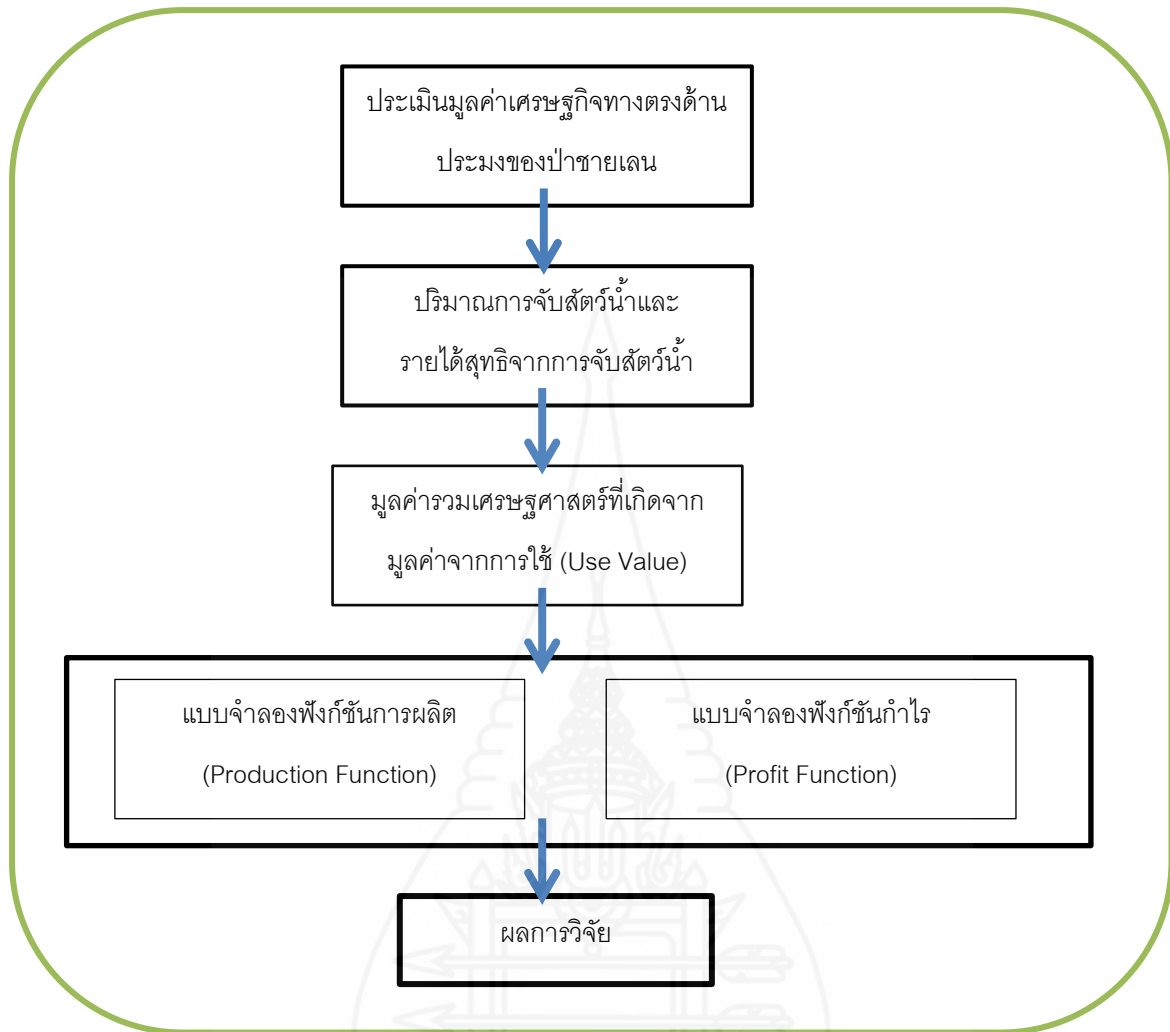 ประเมินมูลค่าเศรษฐกิจทางตรงด้าน
ประมงของป่าชายเลน
ปริมาณการจับสัตว์น้ำและ
รายได้สุทธิจากการจับสัตว์น้ำ
มูลค่ารวมเศรษฐศาสตร์ที่เกิดจาก
มูลค่าจากการใช้ (Use Value)
แบบจำลองฟังก์ชันการผลิต
(Production Function)
แบบจำลองฟังก์ชันกำไร
(Profit Function)
ผลการวิจัย